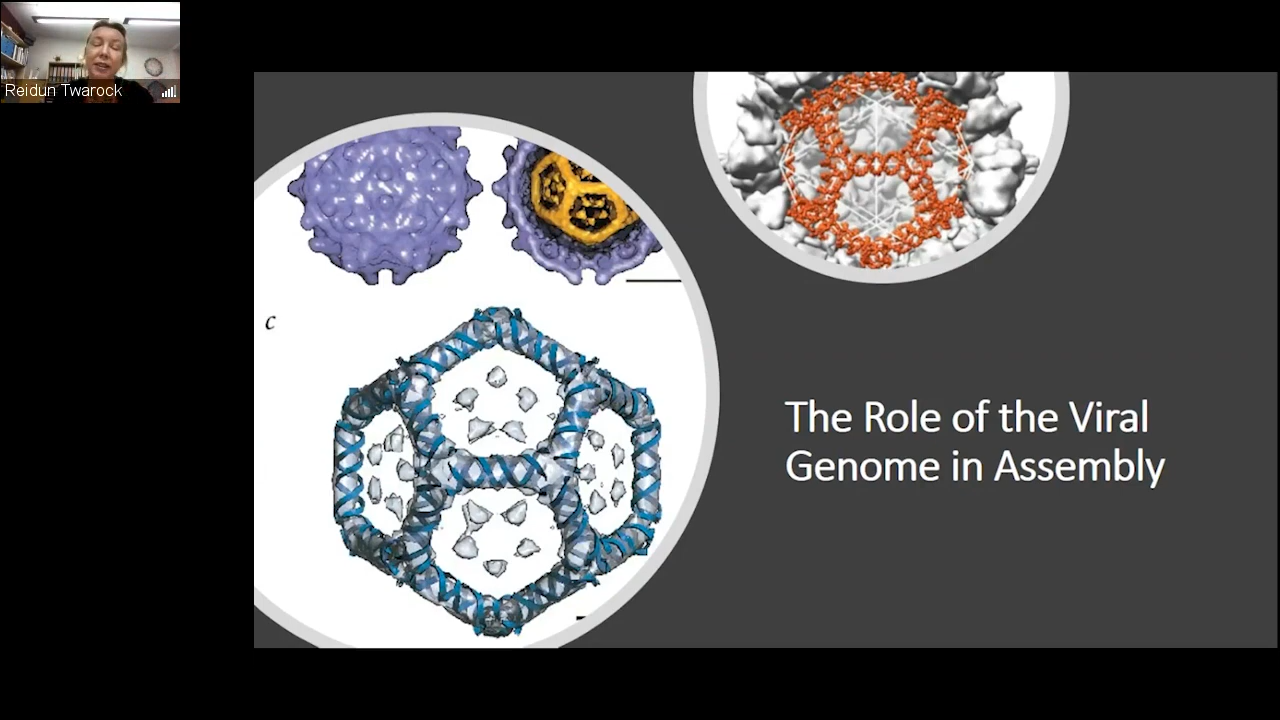 Reidun Twarock
c
The Role of the Viral
Genome in Assembly